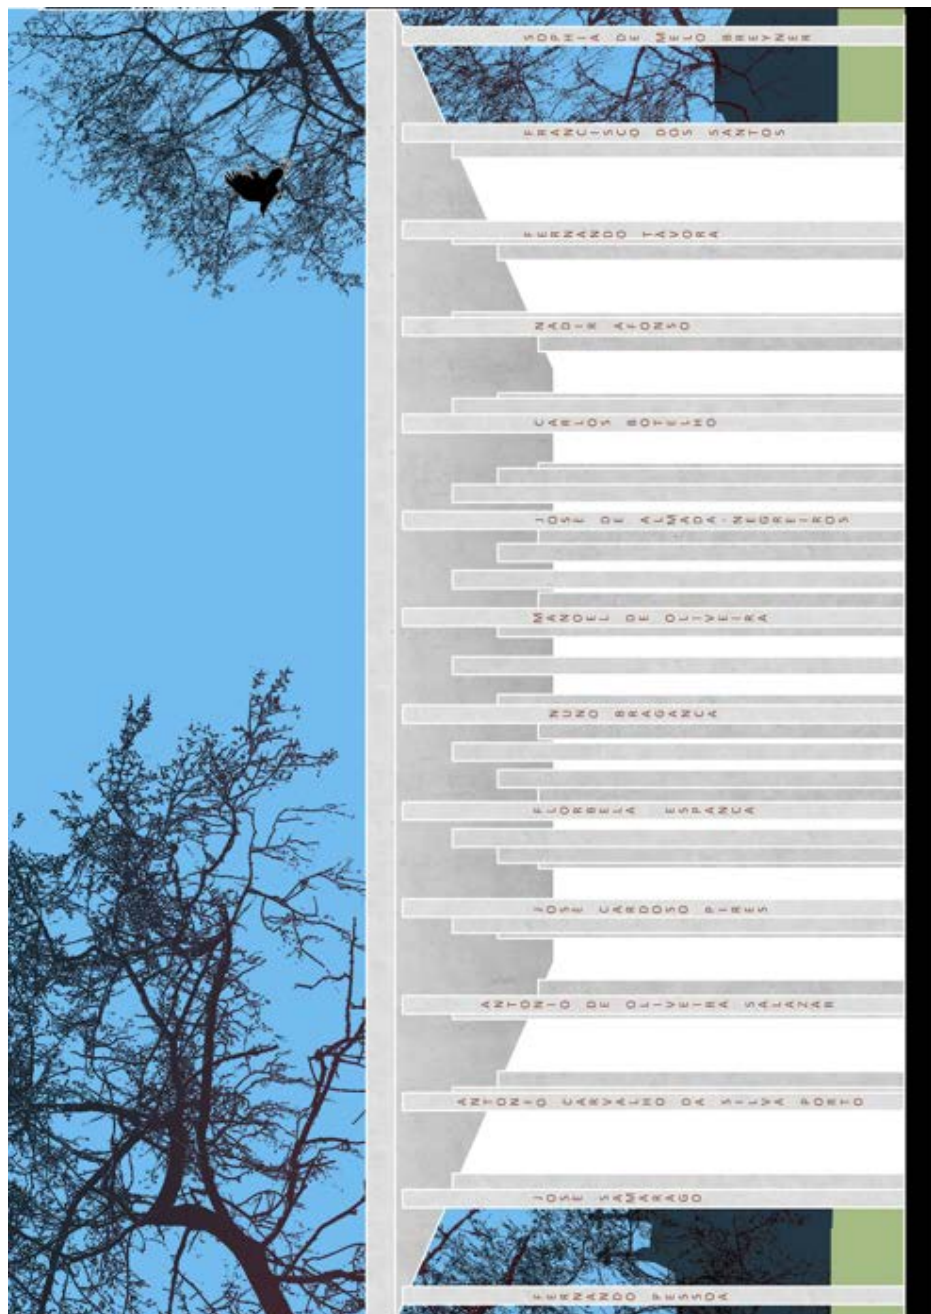 FERNANDO PESSOA
JOSE SAMARAGO
ANTONIO CARVALHO DA SILVA PORTO
ANTONIO DE OLIVEIRA SALAZAR
JOSE CARDOSO PIRES
FLORBELA ESPANCA
NUNO BRAGANCA
MANOEL DE OLIVEIRA
JOSE DE ALMADA-NEGREIROS
CARLOS BOTELHO
NADIR AFONSO
FERNANDO TAVORA
FRANCISCO DOS SANTOS
SOPHIA DE MELO BREYNER